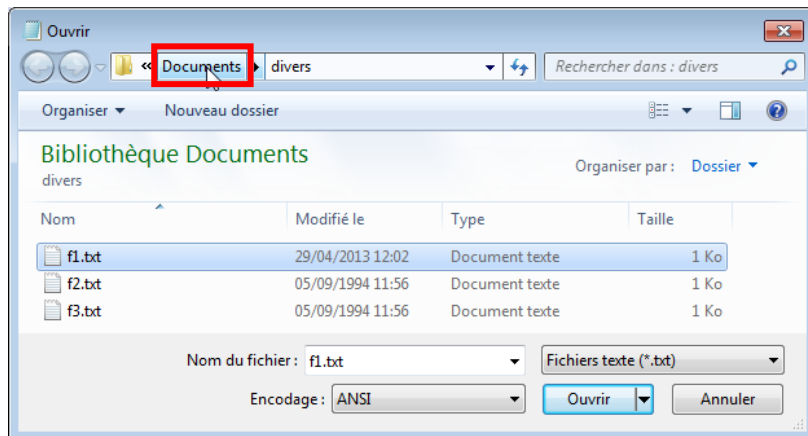 Ouvrir
« Documents ▸ divers Rechercher dans : divers
Organiser Nouveau dossier
Bibliothèque Documents
divers
Organiser par : Dossier
Nom Modifié le Type Taille
f1.txt 29/04/2013 12:02 Document texte 1 Ko
f2.txt 05/09/1994 11:56 Document texte 1 Ko
f3.txt 05/09/1994 11:56 Document texte 1 Ko
Nom du fichier : f1.txt Fichiers texte (*.txt)
Encodage : ANSI Ouvrir Annuler